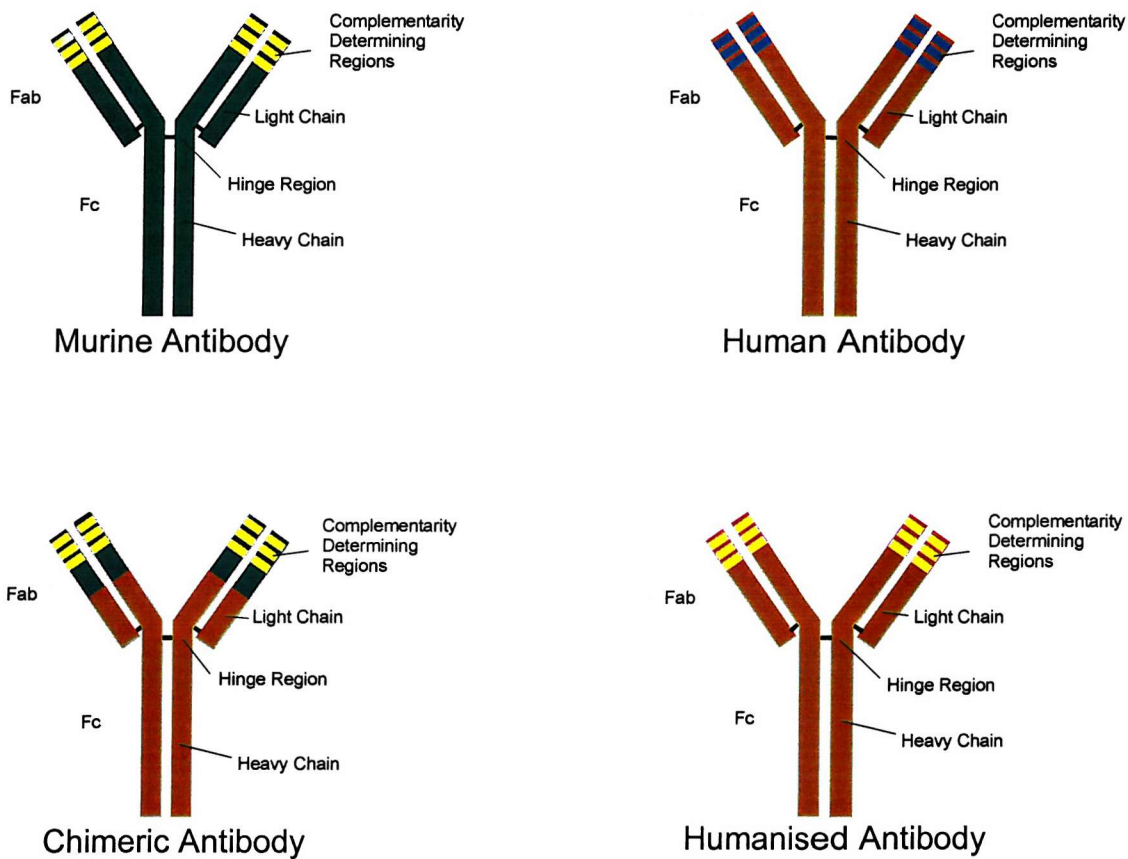 Complementarity
Determining
Regions
Fab
Light Chain
Hinge Region
Fc
Heavy Chain
Murine Antibody
Complementarity
Determining
Regions
Fab
Light Chain
Hinge Region
Fc
Heavy Chain
Human Antibody
Complementarity
Determining
Regions
Fab
Light Chain
Hinge Region
Fc
Heavy Chain
Chimeric Antibody
Complementarity
Determining
Regions
Fab
Light Chain
Hinge Region
Fc
Heavy Chain
Humanised Antibody